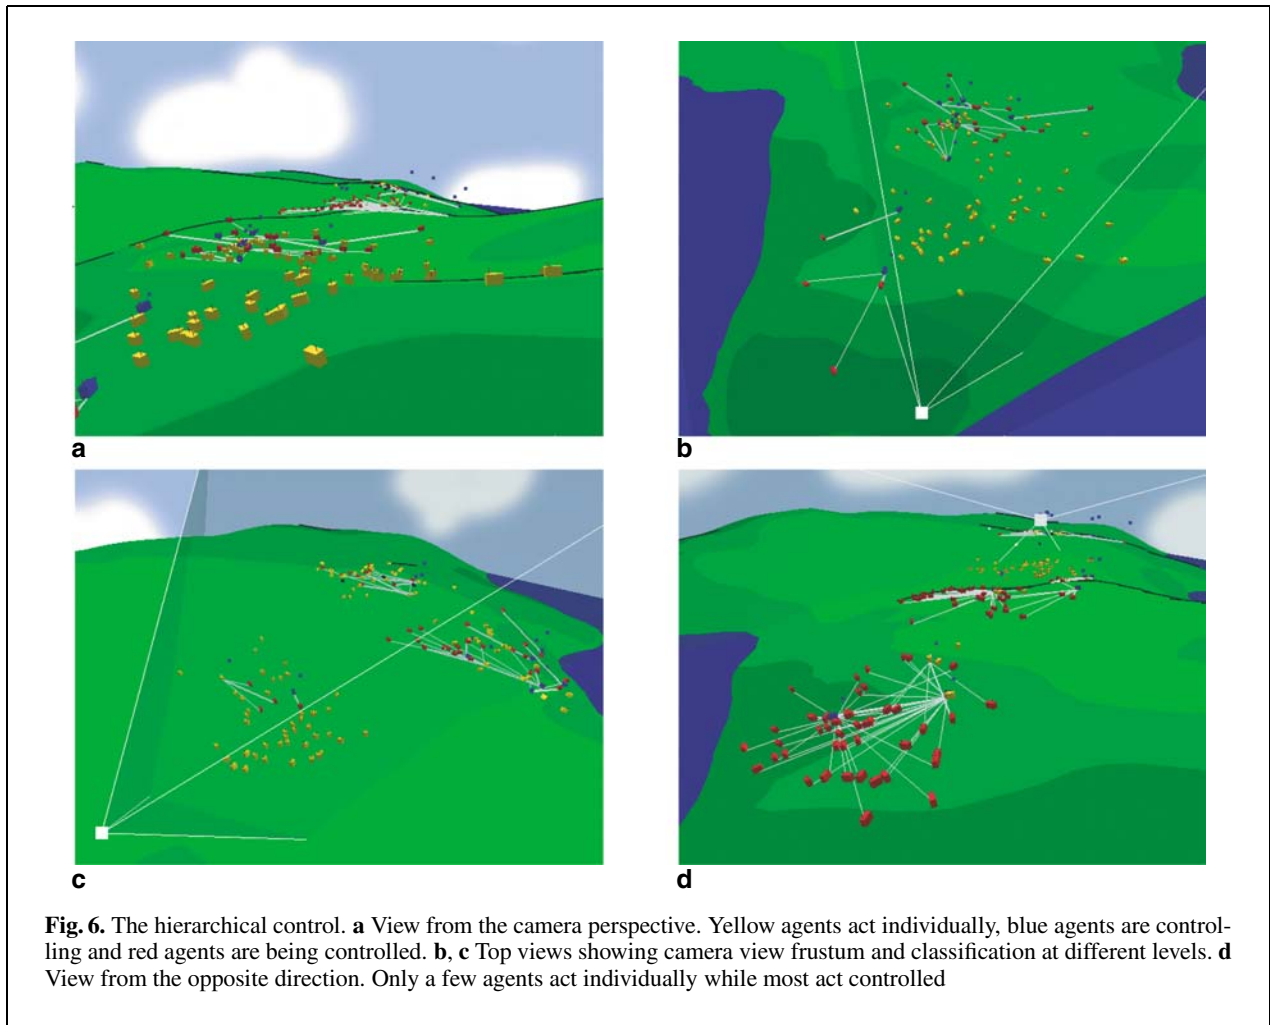 a
b
c
d
Fig. 6. The hierarchical control. a View from the camera perspective. Yellow agents act individually, blue agents are control-
ling and red agents are being controlled. b, c Top views showing camera view frustum and classification at different levels. d
View from the opposite direction. Only a few agents act individually while most act controlled